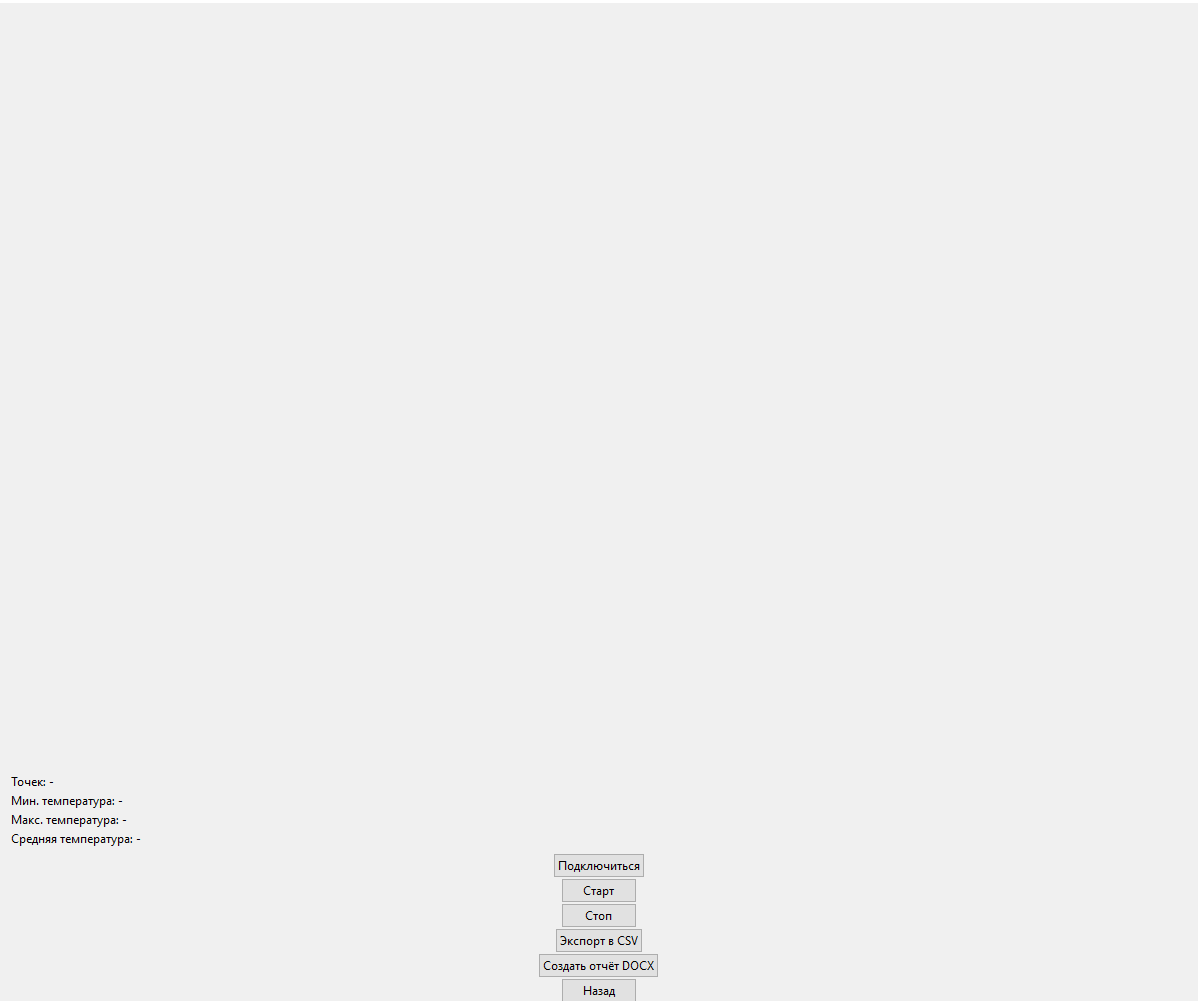 Точек: -
Мин. температура: -
Макс. температура: -
Средняя температура: -
Подключиться
Старт
Стоп
Экспорт в CSV
Создать отчёт DOCX
Назад